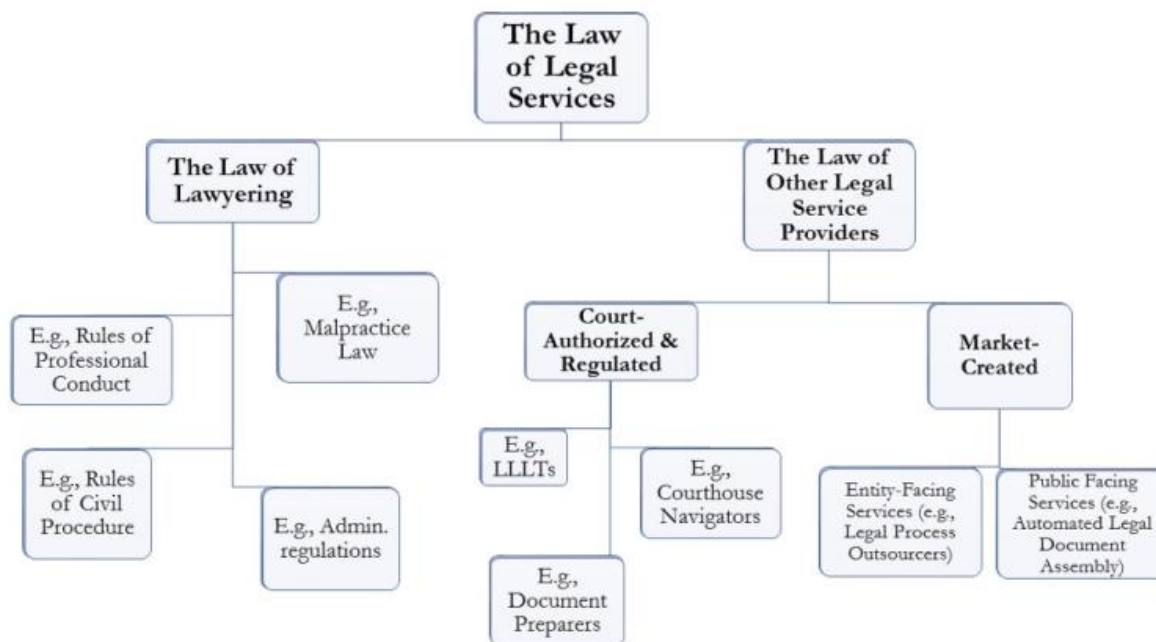 The Law
of Legal
Services
The Law of
Lawyering
The Law of
Other Legal
Service
Providers
E.g., Rules of
Professional
Conduct
E.g.,
Malpractice
Law
E.g., Rules
of Civil
Procedure
E.g., Admin.
regulations
Court-
Authorized &
Regulated
Market-
Created
E.g.,
LLLTs
E.g.,
Courthouse
Navigators
E.g.,
Document
Preparers
Entity-Facing
Services (e.g.,
Legal Process
Outsourcers)
Public Facing
Services (e.g.,
Automated Legal
Document
Assembly)